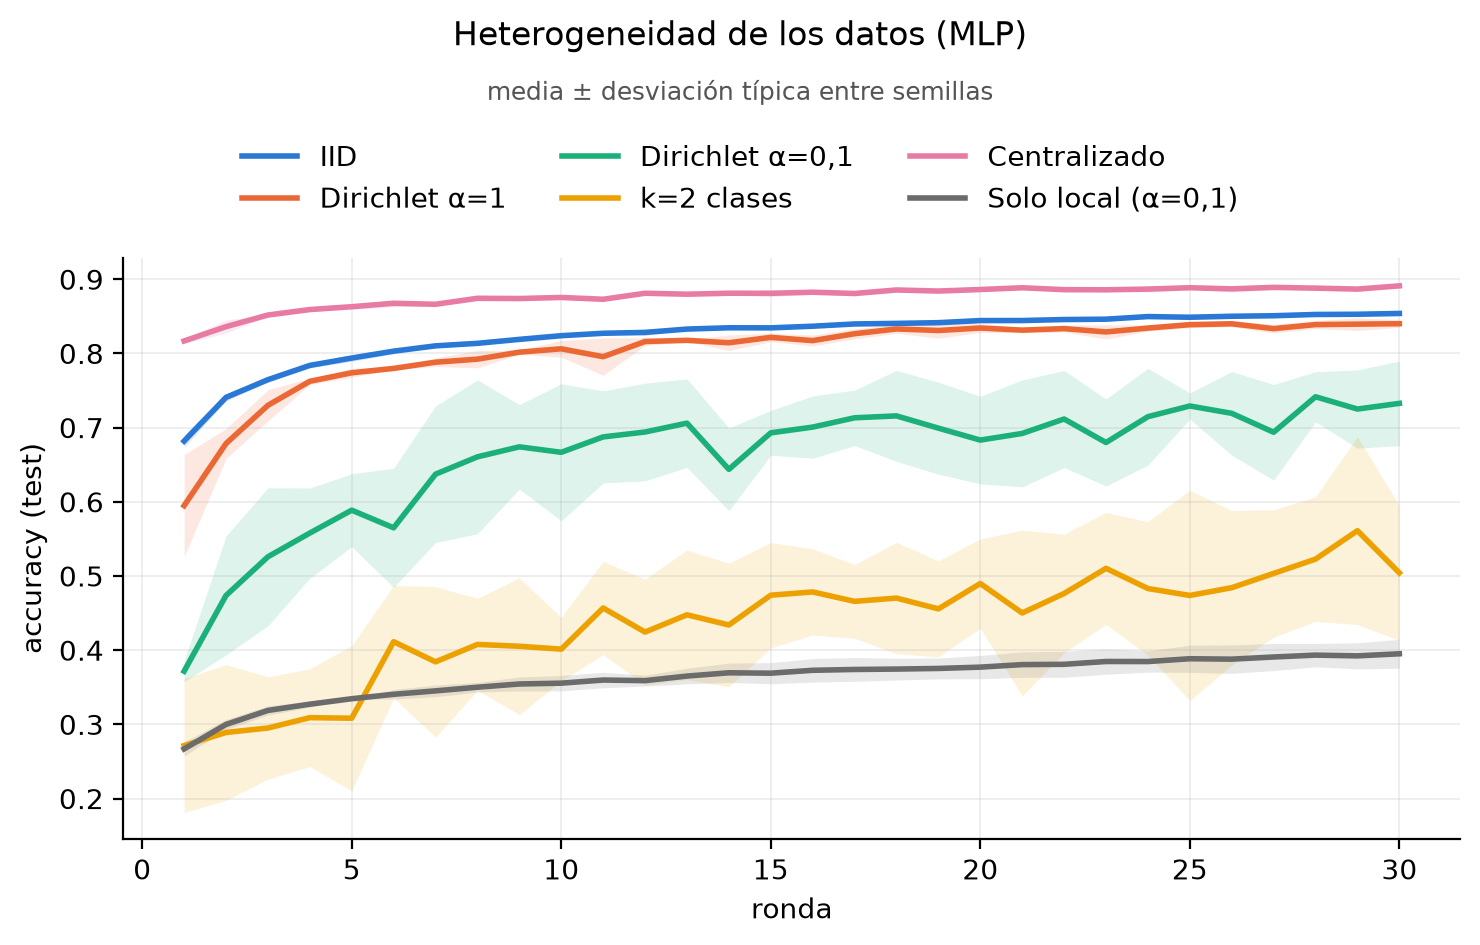 Heterogeneidad de los datos (MLP)
media ± desviación típica entre semillas
IID
Dirichlet α=0,1
Centralizado
Dirichlet α=1
k=2 clases
Solo local (α=0,1)
accuracy (test)
0.9
0.8
0.7
0.6
0.5
0.4
0.3
0.2
0 5 10 15 20 25 30
ronda